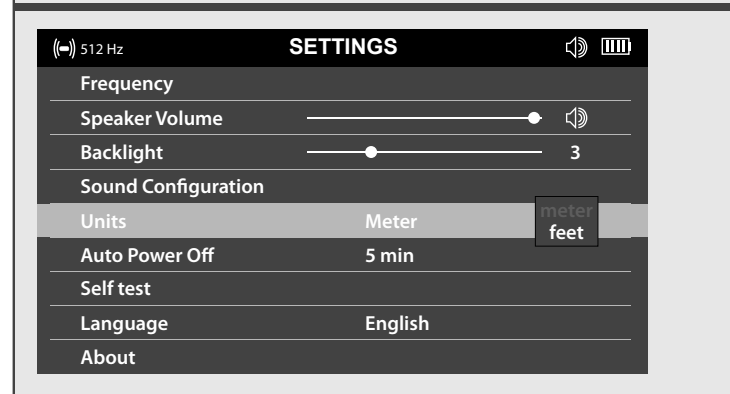 512 Hz SETTINGS
Frequency
Speaker Volume
Backlight 3
Sound Configuration
Units Meter meter
feet
Auto Power Off 5 min
Self test
Language English
About